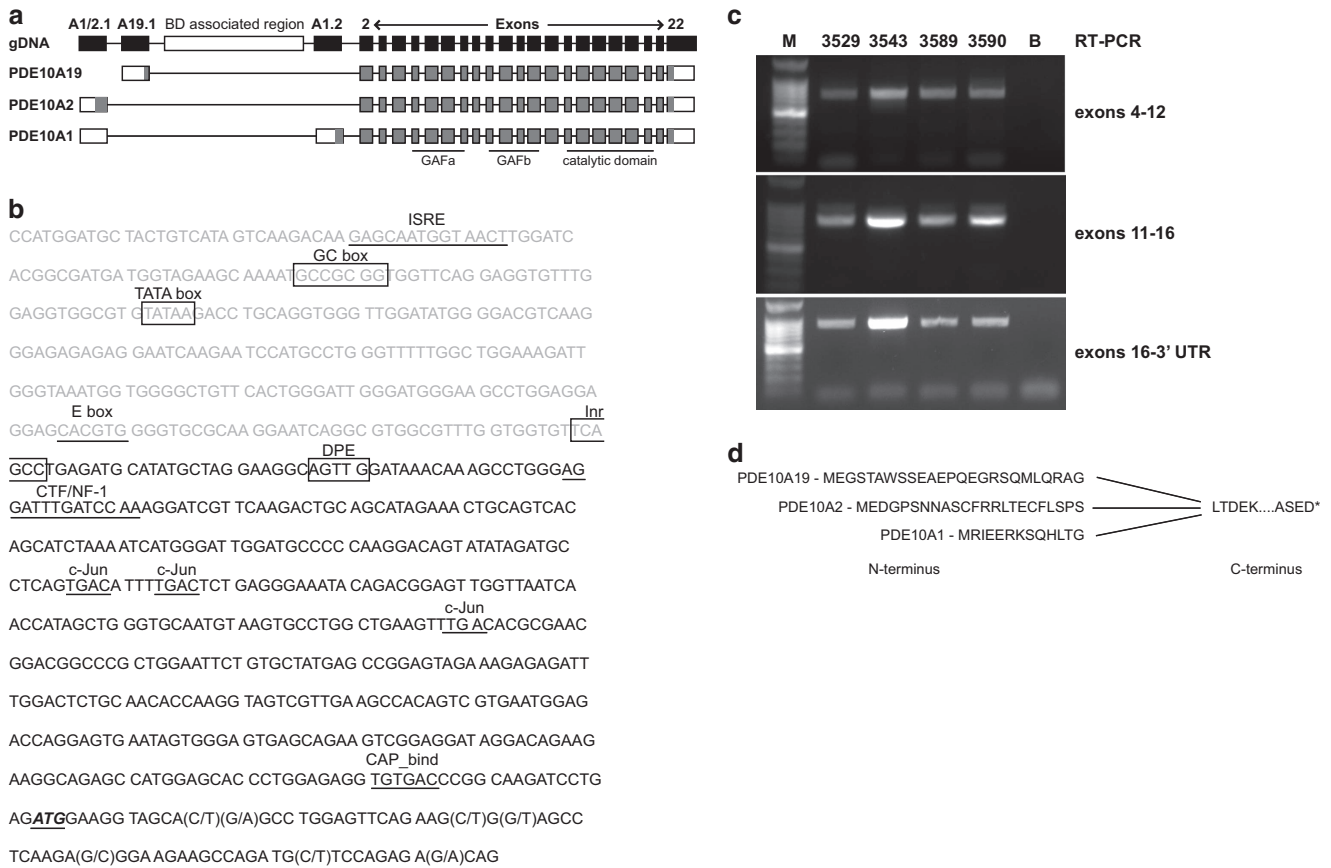 a
A1/2.1 A19.1 BD associated region A1.2 2 Exons 22
gDNA
PDE10A19
PDE10A2
PDE10A1
GAFa GAFb catalytic domain
b
ISRE
CCATGGATGC TACTGTCATA GTCAAGACAA GAGCAATGGT AACTTGGATC
GC box
ACGGCGATGA TGGTAGAAGC AAAATGCCGC GGTGGTTCAG GAGGTGTTTG
TATA box
GAGGTGGCGT GTATAAGACC TGCAGGTGGG TTGGATATGG GGACGTCAAG
GGAGAGAGAG GAATCAAGAA TCCATGCCTG GGTTTTTGGC TGGAAAGATT
GGGTAAATGG TGGGGCTGTT CACTGGGATT GGGATGGGAA GCCTGGAGGA
E box Inr
GGAGCACGTG GGGTGCGCAA GGAATCAGGC GTGGCGTTTG GTGGTGTTCA
DPE
GCCTGAGATG CATATGCTAG GAAGGCAGTT GGATAAACAA AGCCTGGGAG
CTF/NF-1
GATTTGATCC AAAGGATCGT TCAAGACTGC AGCATAGAAA CTGCAGTCAC
AGCATCTAAA ATCATGGGAT TGGATGCCCC CAAGGACAGT ATATAGATGC
c-Jun c-Jun
CTCAGTGACA TTTTGACTCT GAGGGAAATA CAGACGGAGT TGGTTAATCA
c-Jun
ACCATAGCTG GGTGCAATGT AAGTGCCTGG CTGAAGTTTG ACACGCGAAC
GGACGGCCCG CTGGAATTCT GTGCTATGAG CCGGAGTAGA AAGAGAGATT
TGGACTCTGC AACACCAAGG TAGTCGTTGA AGCCACAGTC GTGAATGGAG
ACCAGGAGTG AATAGTGGGA GTGAGCAGAA GTCGGAGGAT AGGACAGAAG
CAP_bind
AAGGCAGAGC CATGGAGCAC CCTGGAGAGG TGTGACCCGG CAAGATCCTG
AGATGGAAGG TAGCA(C/T)(G/A)GCC TGGAGTTCAG AAG(C/T)G(G/T)AGCC
TCAAGA(G/C)GGA AGAAGCCAGA TG(C/T)TCCAGAG A(G/A)CAG
c
M 3529 3543 3589 3590 B RT-PCR
exons 4-12
exons 11-16
exons 16-3' UTR
d
PDE10A19 - MEGSTAWSSEAEPQEGRSQMLQRAG
PDE10A2 - MEDGPSNNASCFRRLTECFLSPS LTDEK....ASED*
PDE10A1 - MRIEERKSQHLTG
N-terminus C-terminus